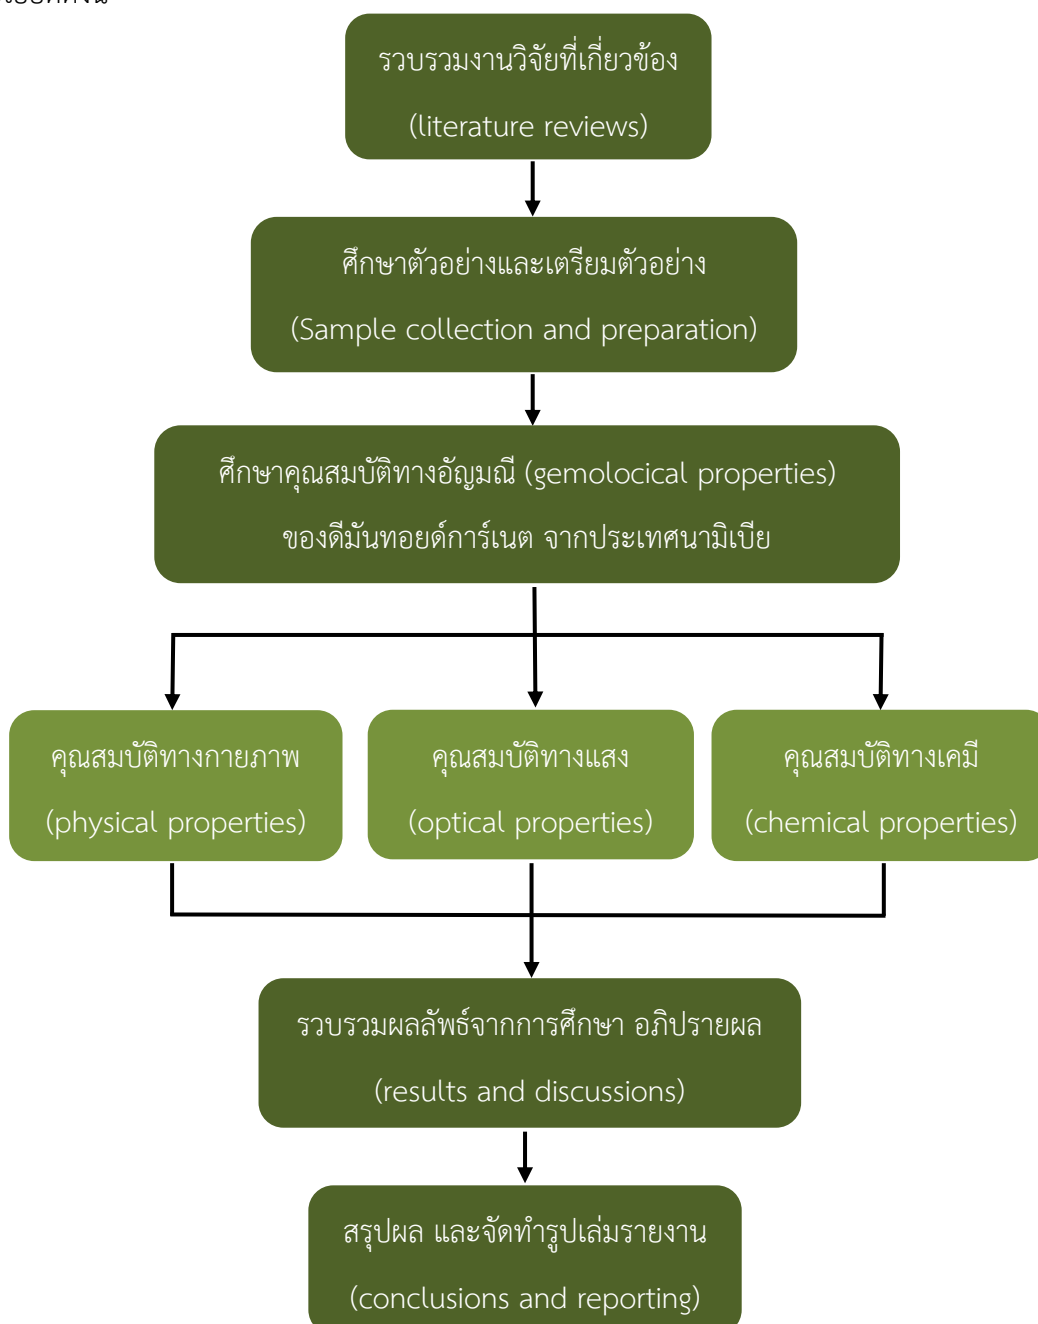 รวบรวมงานวิจัยที่เกี่ยวข้อง
(literature reviews)
ศึกษาตัวอย่างและเตรียมตัวอย่าง
(Sample collection and preparation)
ศึกษาคุณสมบัติทางอัญมณี (gemolocical properties)
ของดีมันทอยด์การ์เนต จากประเทศนามิเบีย
คุณสมบัติทางกายภาพ
(physical properties)
คุณสมบัติทางแสง
(optical properties)
คุณสมบัติทางเคมี
(chemical properties)
รวบรวมผลลัพธ์จากการศึกษา อภิปรายผล
(results and discussions)
สรุปผล และจัดทำรูปเล่มรายงาน
(conclusions and reporting)